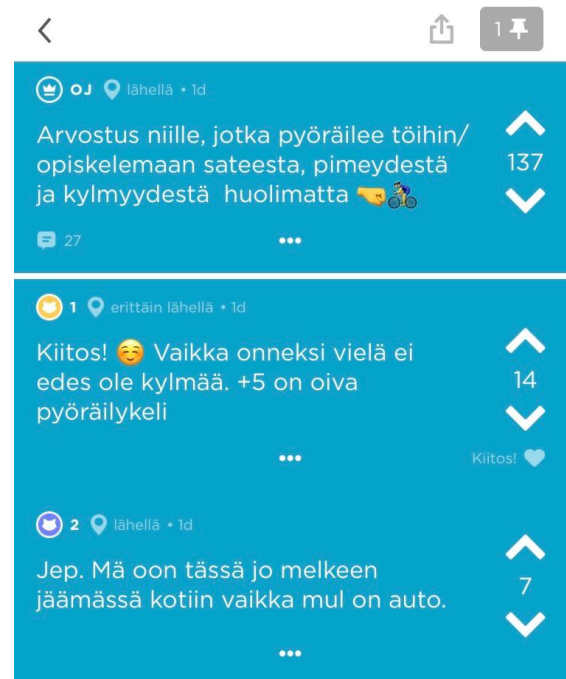 1
OJ lähellä • 1d
Arvostus niille, jotka pyöräilee töihin/
opiskelemaan sateesta, pimeydestä
ja kylmyydestä huolimatta 🤜🚴
137
27
1 erittäin lähellä • 1d
Kiitos! ☺️ Vaikka onneksi vielä ei
edes ole kylmää. +5 on oiva
pyöräilykeli
14
Kiitos!
2 lähellä • 1d
Jep. Mä oon tässä jo melkeen
jäämässä kotiin vaikka mul on auto.
7